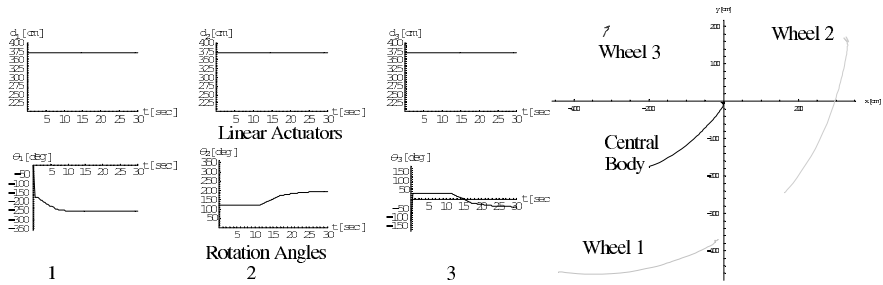 d₁[cm]
400
375
350
325
300
275
250
225
5 10 15 20 25 30
t[sec]
d₂[cm]
400
375
350
325
300
275
250
225
5 10 15 20 25 30
t[sec]
d₃[cm]
400
375
350
325
300
275
250
225
5 10 15 20 25 30
t[sec]
Linear Actuators
θ₁[deg]
5 10 15 20 25 30
t[sec]
-50
-100
-150
-200
-250
-300
-350
θ₂[deg]
350
300
250
200
150
100
50
5 10 15 20 25 30
t[sec]
θ₃[deg]
150
100
50
5 10 15 20 25 30
t[sec
-50
-100
-150
Rotation Angles
1
2
3
y[cm]
200
100
x[cm]
-400
-200
200
-100
-200
-300
-400
Wheel 3
Wheel 2
Central
Body
Wheel 1